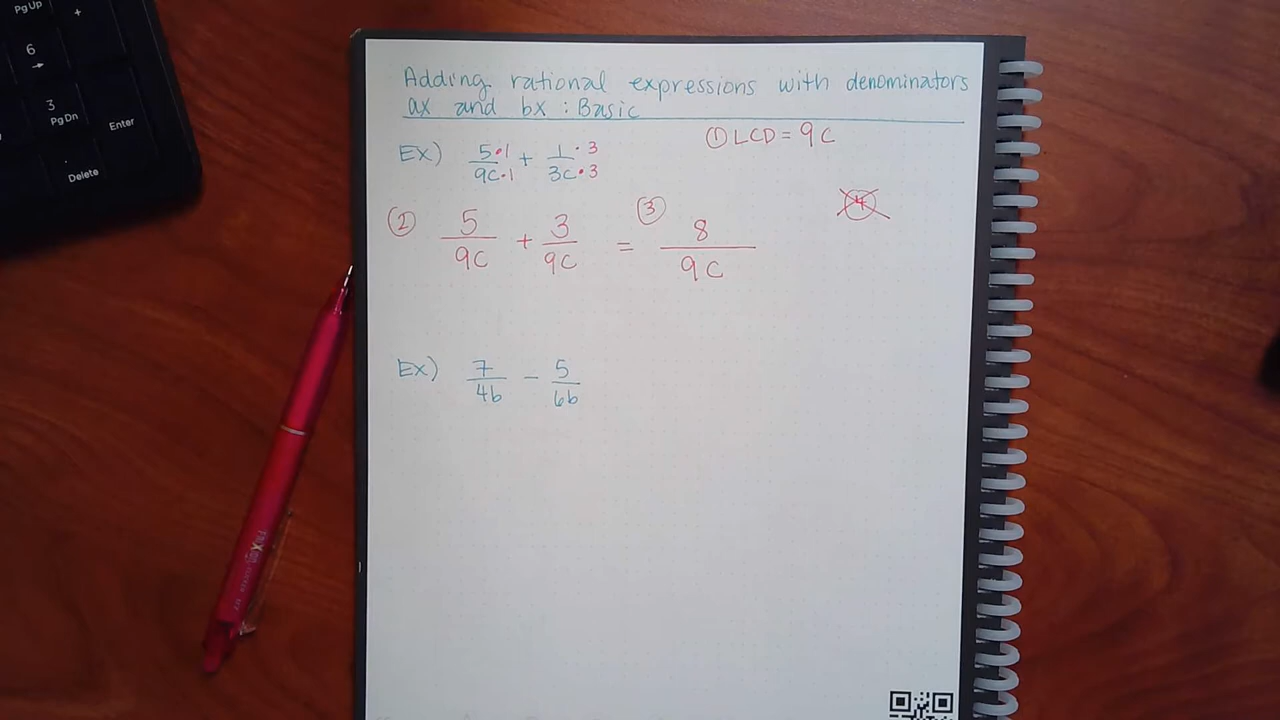 PgUp
+
6
→
3
PgDn
Enter
.
Delete
Adding rational expressions with denominators
ax and bx : Basic
① LCD = 9C
Ex) 5•1/9C•1 + 1•3/3C•3
④
② 5/9C + 3/9C = ③ 8/9C
Ex) 7/4b − 5/6b
FRIXION